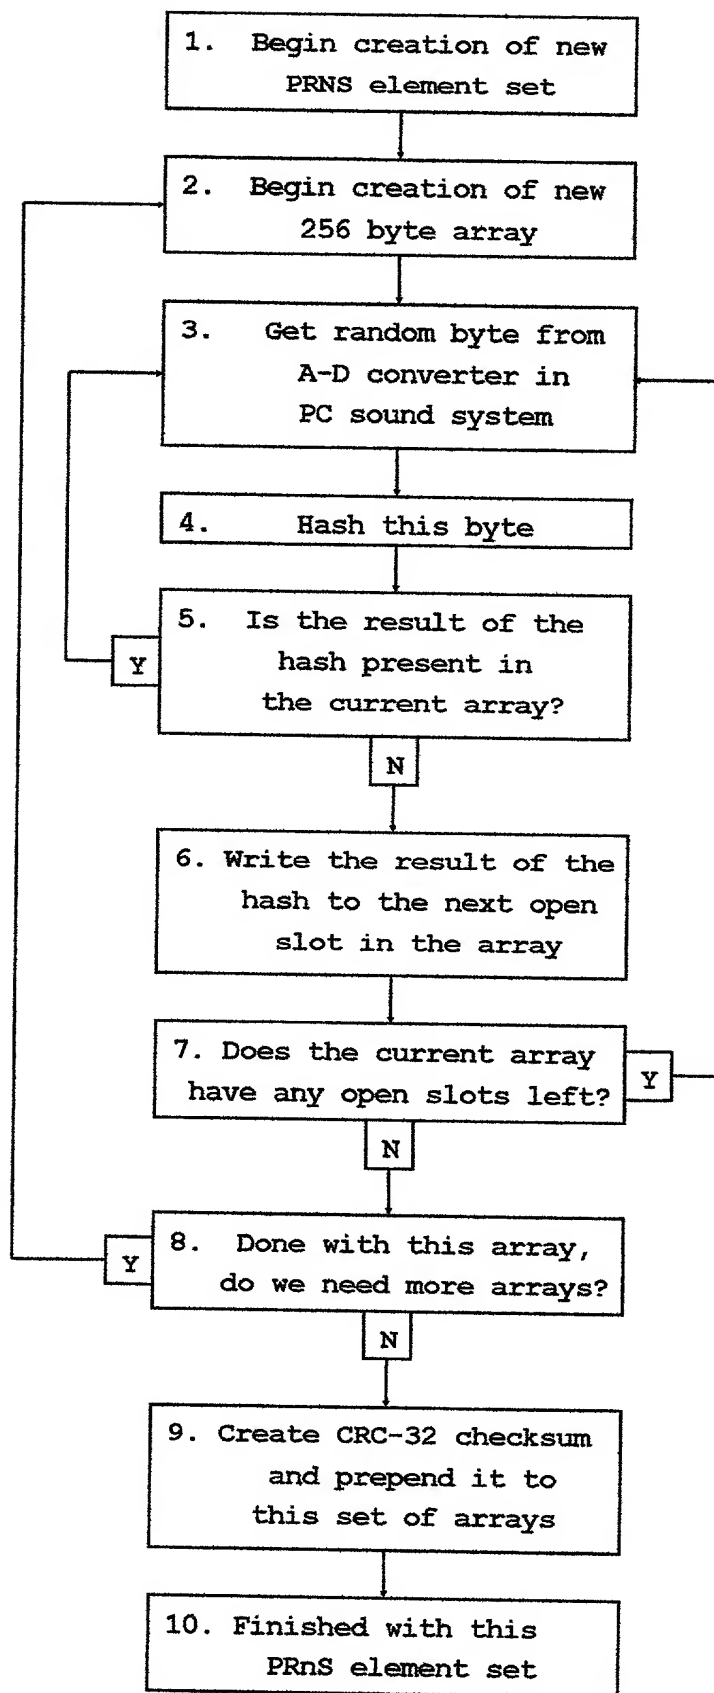 1. Begin creation of new
PRNS element set
2. Begin creation of new
256 byte array
3. Get random byte from
A-D converter in
PC sound system
4. Hash this byte
5. Is the result of the
hash present in
the current array?
Y
N
6. Write the result of the
hash to the next open
slot in the array
7. Does the current array
have any open slots left?
Y
N
8. Done with this array,
do we need more arrays?
Y
N
9. Create CRC-32 checksum
and prepend it to
this set of arrays
10. Finished with this
PRnS element set